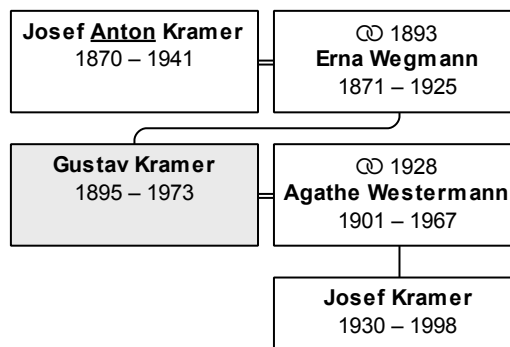 Josef Anton Kramer
1870 – 1941
⚭ 1893
Erna Wegmann
1871 – 1925
Gustav Kramer
1895 – 1973
⚭ 1928
Agathe Westermann
1901 – 1967
Josef Kramer
1930 – 1998